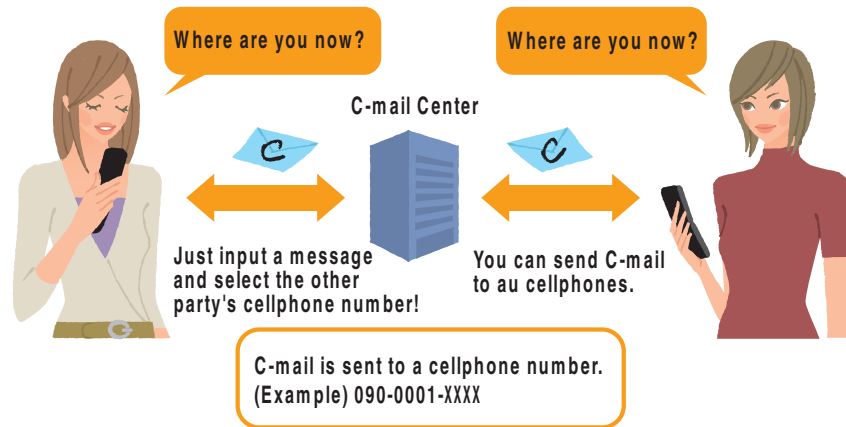 Where are you now?
Where are you now?
C-mail Center
C
C
Just input a message
and select the other
party's cellphone number!
You can send C-mail
to au cellphones.
C-mail is sent to a cellphone number.
(Example) 090-0001-XXXX